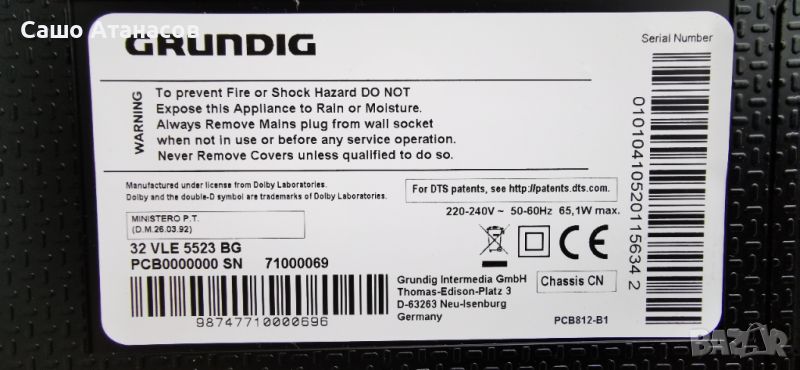 Сашо Атанасов
GRUNDIG
Serial Number
WARNING
To prevent Fire or Shock Hazard DO NOT
Expose this Appliance to Rain or Moisture.
Always Remove Mains plug from wall socket
when not in use or before any service operation.
Never Remove Covers unless qualified to do so.
Manufactured under license from Dolby Laboratories.
Dolby and the double-D symbol are trademarks of Dolby Laboratories.
For DTS patents, see http://patents.dts.com.
220-240V ~ 50-60Hz 65,1W max.
MINISTERO P.T.
(D.M.26.03.92)
32 VLE 5523 BG
PCB0000000 SN 71000069
98747710000696
Grundig Intermedia GmbH
Thomas-Edison-Platz 3
D-63263 Neu-Isenburg
Germany
CE
Chassis CN
PCB812-B1
01010410520115634 2
BAZAR